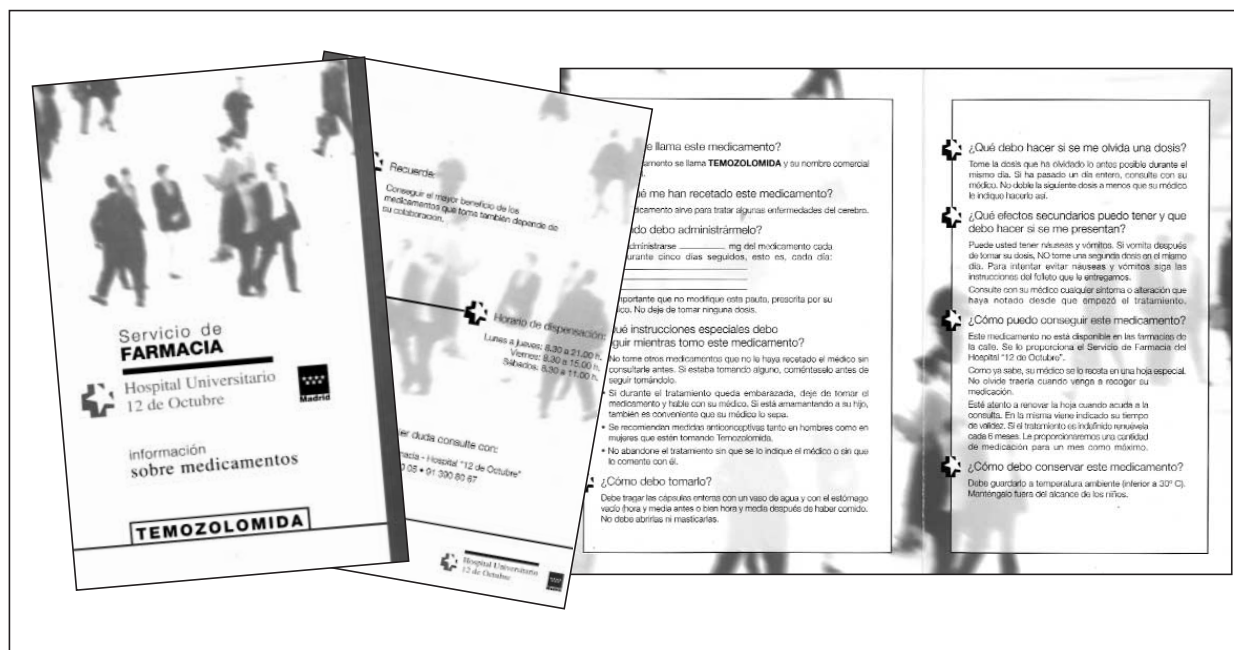 Servicio de
FARMACIA
Hospital Universitario
12 de Octubre
Madrid
información
sobre medicamentos
TEMOZOLOMIDA
Recuerde:
Conseguir el mayor beneficio de los
medicamentos que toma también depende de
su colaboración.
Horario de dispensación:
Lunes a jueves: 8.30 a 21.00 h.
Viernes: 8.30 a 15.00 h.
Sábados: 8.30 a 11.00 h.
duda consulte con:
- Hospital "12 de Octubre"
05 • 91 390 80 67
Hospital Universitario
12 de Octubre
llama este medicamento?
se llama TEMOZOLOMIDA y su nombre comercial
me han recetado este medicamento?
sirve para tratar algunas enfermedades del cerebro.
debo administrármelo?
mg del medicamento cada
durante cinco días seguidos, esto es, cada día:
que no modifique esta pauta, prescrita por su
No deje de tomar ninguna dosis.
instrucciones especiales debo
mientras tomo este medicamento?
No tome otros medicamentos que no le haya recetado el médico sin
consultarle antes. Si estaba tomando alguno, coménteselo antes de
seguir tomándolo.
• Si durante el tratamiento queda embarazada, deje de tomar el
medicamento y hable con su médico. Si está amamantando a su hijo,
también es conveniente que su médico lo sepa.
• Se recomiendan medidas anticonceptivas tanto en hombres como en
mujeres que estén tomando Temozolomida.
• No abandone el tratamiento sin que se lo indique el médico o sin que
lo comente con él.
¿Cómo debo tomarlo?
Debe tragar las cápsulas enteras con un vaso de agua y con el estómago
vacío (hora y media antes o bien hora y media después de haber comido.
No debe abrirlas ni masticarlas.
¿Qué debo hacer si se me olvida una dosis?
Tome la dosis que ha olvidado lo antes posible durante el
mismo día. Si ha pasado un día entero, consulte con su
médico. No doble la siguiente dosis a menos que su médico
le indique hacerlo así.
¿Qué efectos secundarios puedo tener y que
debo hacer si se me presentan?
Puede usted tener náuseas y vómitos. Si vomita después
de tomar su dosis, NO tome una segunda dosis en el mismo
día. Para intentar evitar náuseas y vómitos siga las
instrucciones del folleto que le entregamos.
Consulte con su médico cualquier síntoma o alteración que
haya notado desde que empezó el tratamiento.
¿Cómo puedo conseguir este medicamento?
Este medicamento no está disponible en las farmacias de
la calle. Se lo proporciona el Servicio de Farmacia del
Hospital "12 de Octubre".
Como ya sabe, su médico se lo receta en una hoja especial.
No olvide traerla cuando venga a recoger su
medicación.
Esté atento a renovar la hoja cuando acuda a la
consulta. En la misma viene indicado su tiempo
de validez. Si el tratamiento es indefinido renuévela
cada 6 meses. Le proporcionaremos una cantidad
de medicación para un mes como máximo.
¿Cómo debo conservar este medicamento?
Debe guardarlo a temperatura ambiente (inferior a 30º C).
Manténgalo fuera del alcance de los niños.